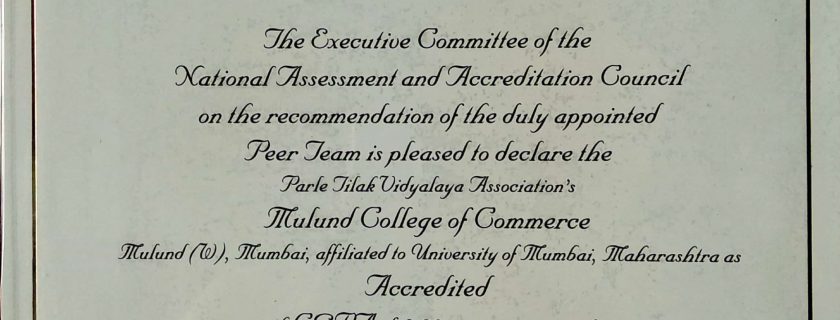 The Executive Committee of the
National Assessment and Accreditation Council
on the recommendation of the duly appointed
Peer Team is pleased to declare the
Parle Tilak Vidyalaya Association's
Mulund College of Commerce
Mulund (W), Mumbai, affiliated to University of Mumbai, Maharashtra as
Accredited